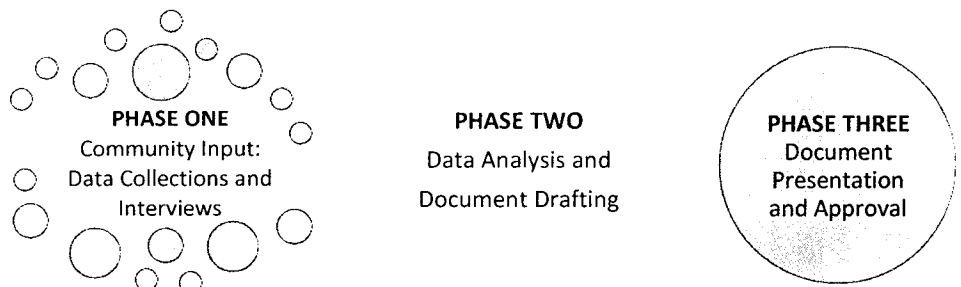 PHASE ONE
Community Input:
Data Collections and
Interviews
PHASE TWO
Data Analysis and
Document Drafting
PHASE THREE
Document
Presentation
and Approval